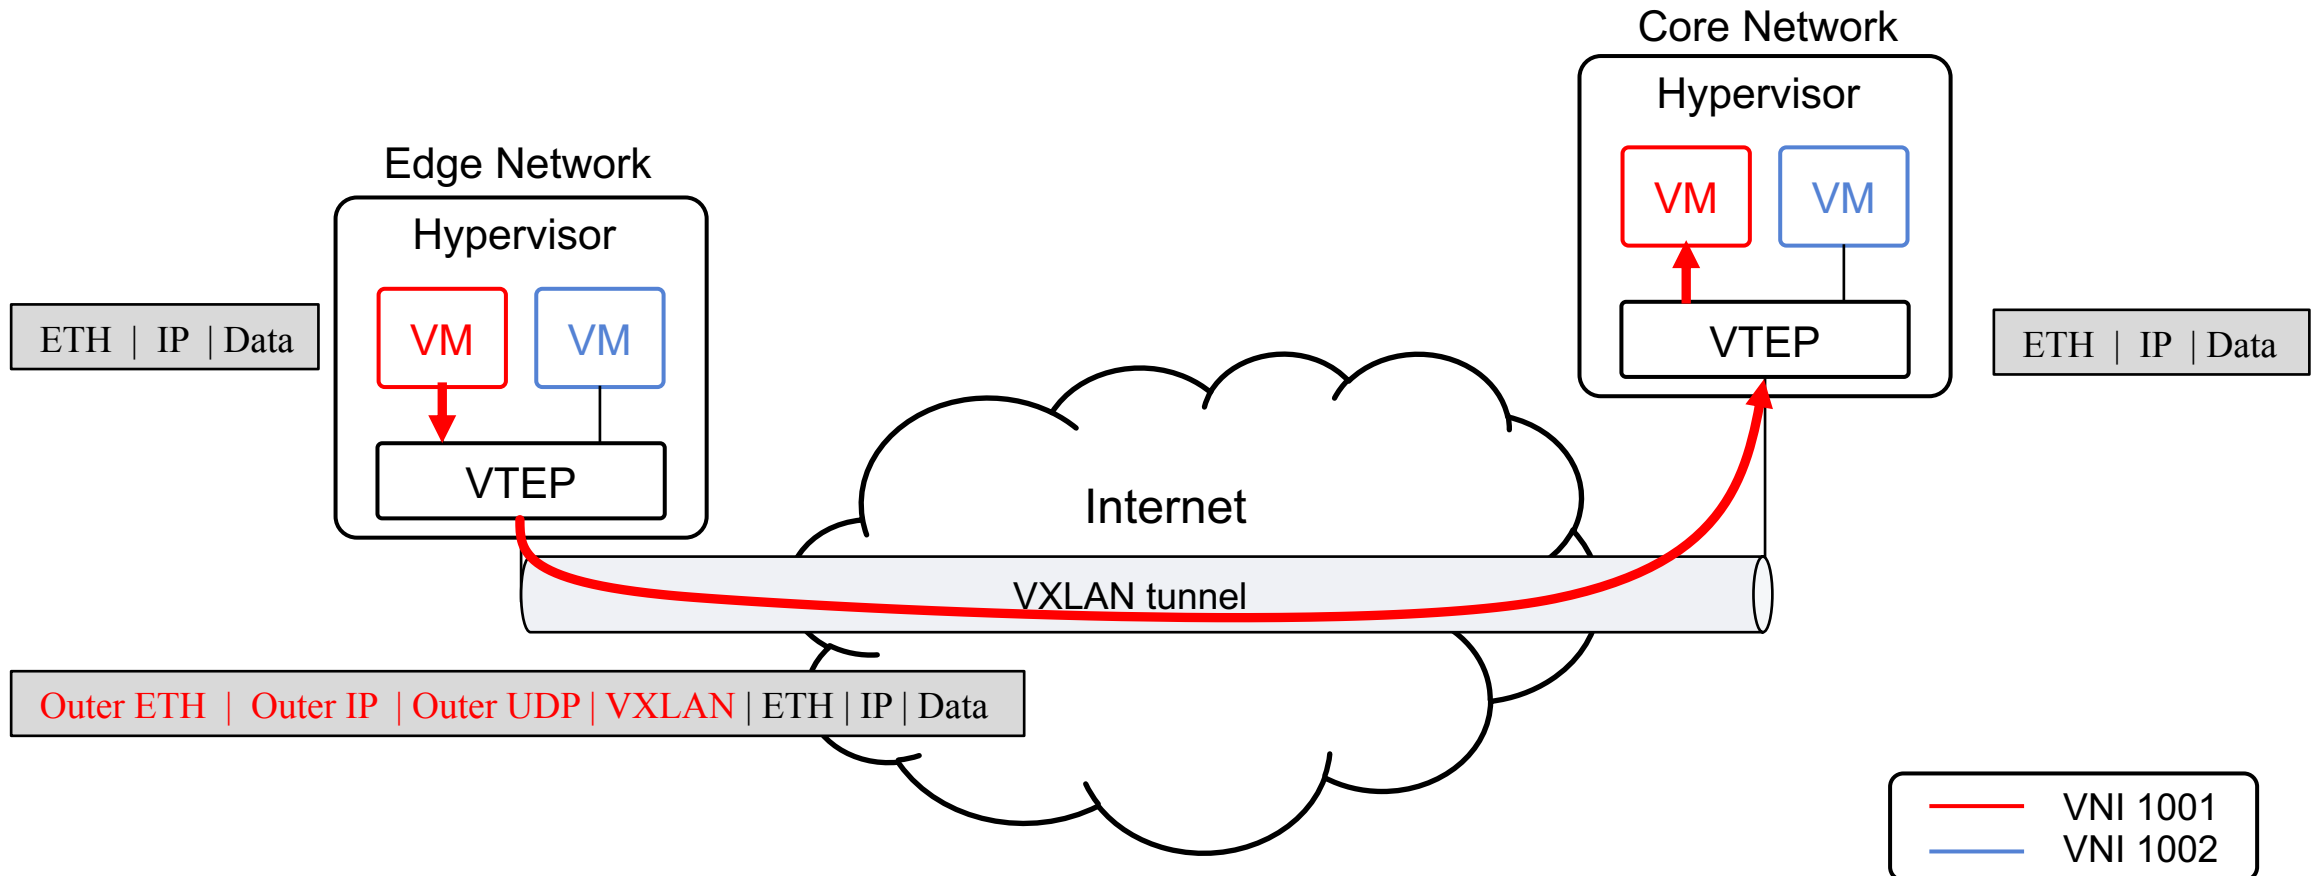 Core Network
Hypervisor
VM VM
VTEP
ETH | IP | Data
Edge Network
Hypervisor
VM VM
VTEP
ETH | IP | Data
Internet
VXLAN tunnel
Outer ETH | Outer IP | Outer UDP | VXLAN | ETH | IP | Data
VNI 1001
VNI 1002